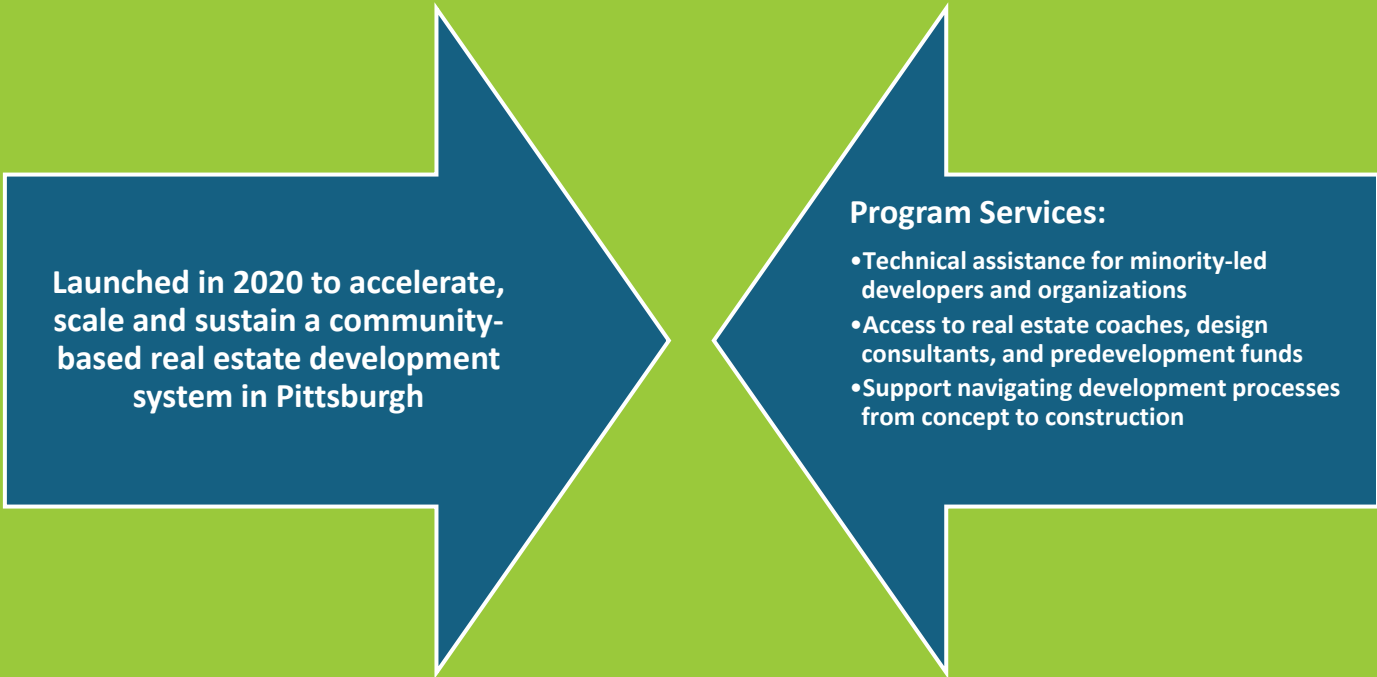 Launched in 2020 to accelerate,
scale and sustain a community-
based real estate development
system in Pittsburgh
Program Services:
•Technical assistance for minority-led
developers and organizations
•Access to real estate coaches, design
consultants, and predevelopment funds
•Support navigating development processes
from concept to construction